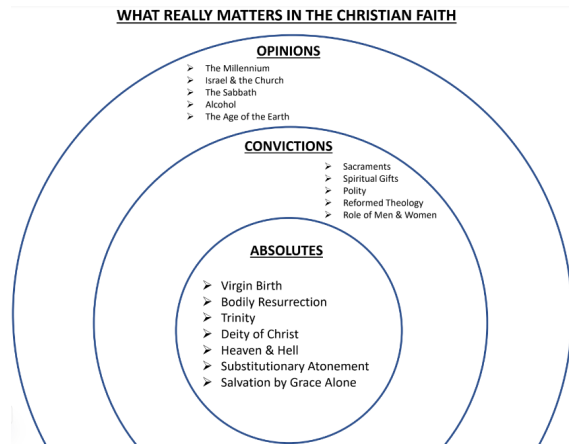 WHAT REALLY MATTERS IN THE CHRISTIAN FAITH
OPINIONS
➢ The Millennium
➢ Israel & the Church
➢ The Sabbath
➢ Alcohol
➢ The Age of the Earth
CONVICTIONS
➢ Sacraments
➢ Spiritual Gifts
➢ Polity
➢ Reformed Theology
➢ Role of Men & Women
ABSOLUTES
➢ Virgin Birth
➢ Bodily Resurrection
➢ Trinity
➢ Deity of Christ
➢ Heaven & Hell
➢ Substitutionary Atonement
➢ Salvation by Grace Alone